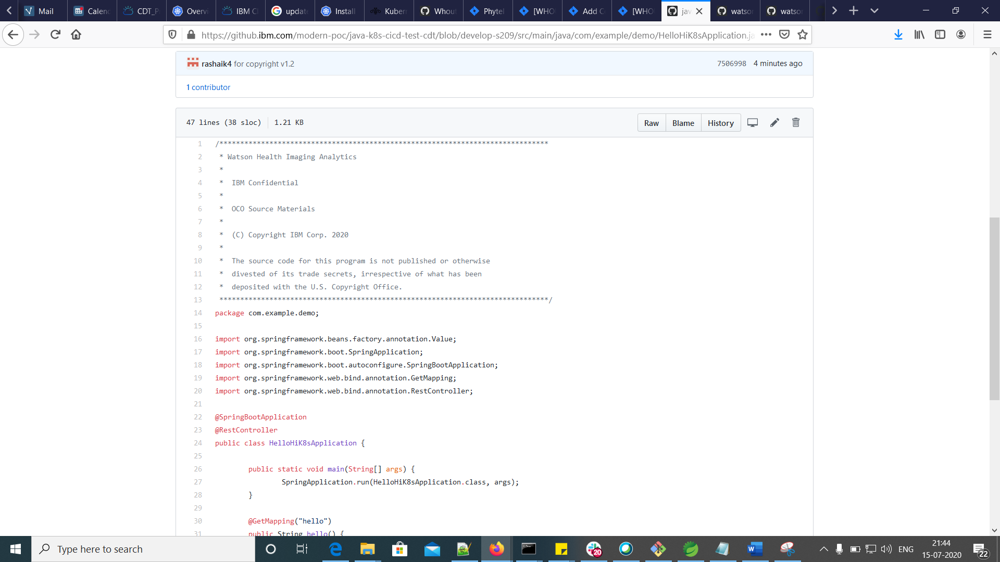 Mail
Calenc
CDT_P
Overvi
IBM Cl
update
Install
Kubern
Whout
Phytel
[WHO
Add C
[WHO
jav
watson
watson
https://github.ibm.com/modern-poc/java-k8s-cicd-test-cdt/blob/develop-s209/src/main/java/com/example/demo/HelloHiK8sApplication.ja
rashaik4 for copyright v1.2
7506998 4 minutes ago
1 contributor
47 lines (38 sloc) 1.21 KB
Raw Blame History
1 /*******************************************************************************
2 * Watson Health Imaging Analytics
3 *
4 * IBM Confidential
5 *
6 * OCO Source Materials
7 *
8 * (C) Copyright IBM Corp. 2020
9 *
10 * The source code for this program is not published or otherwise
11 * divested of its trade secrets, irrespective of what has been
12 * deposited with the U.S. Copyright Office.
13 *******************************************************************************/
14 package com.example.demo;
15
16 import org.springframework.beans.factory.annotation.Value;
17 import org.springframework.boot.SpringApplication;
18 import org.springframework.boot.autoconfigure.SpringBootApplication;
19 import org.springframework.web.bind.annotation.GetMapping;
20 import org.springframework.web.bind.annotation.RestController;
21
22 @SpringBootApplication
23 @RestController
24 public class HelloHiK8sApplication {
25
26 public static void main(String[] args) {
27 SpringApplication.run(HelloHiK8sApplication.class, args);
28 }
29
30 @GetMapping("hello")
31 public String hello() {
Type here to search
20
ENG
21:44
15-07-2020
22